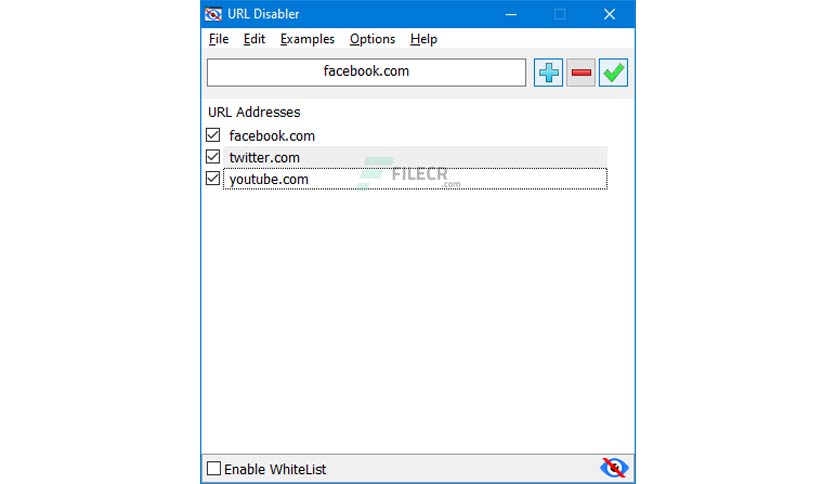 URL Disabler
File Edit Examples Options Help
facebook.com
URL Addresses
facebook.com
twitter.com
youtube.com
FILECR
.com
Enable WhiteList